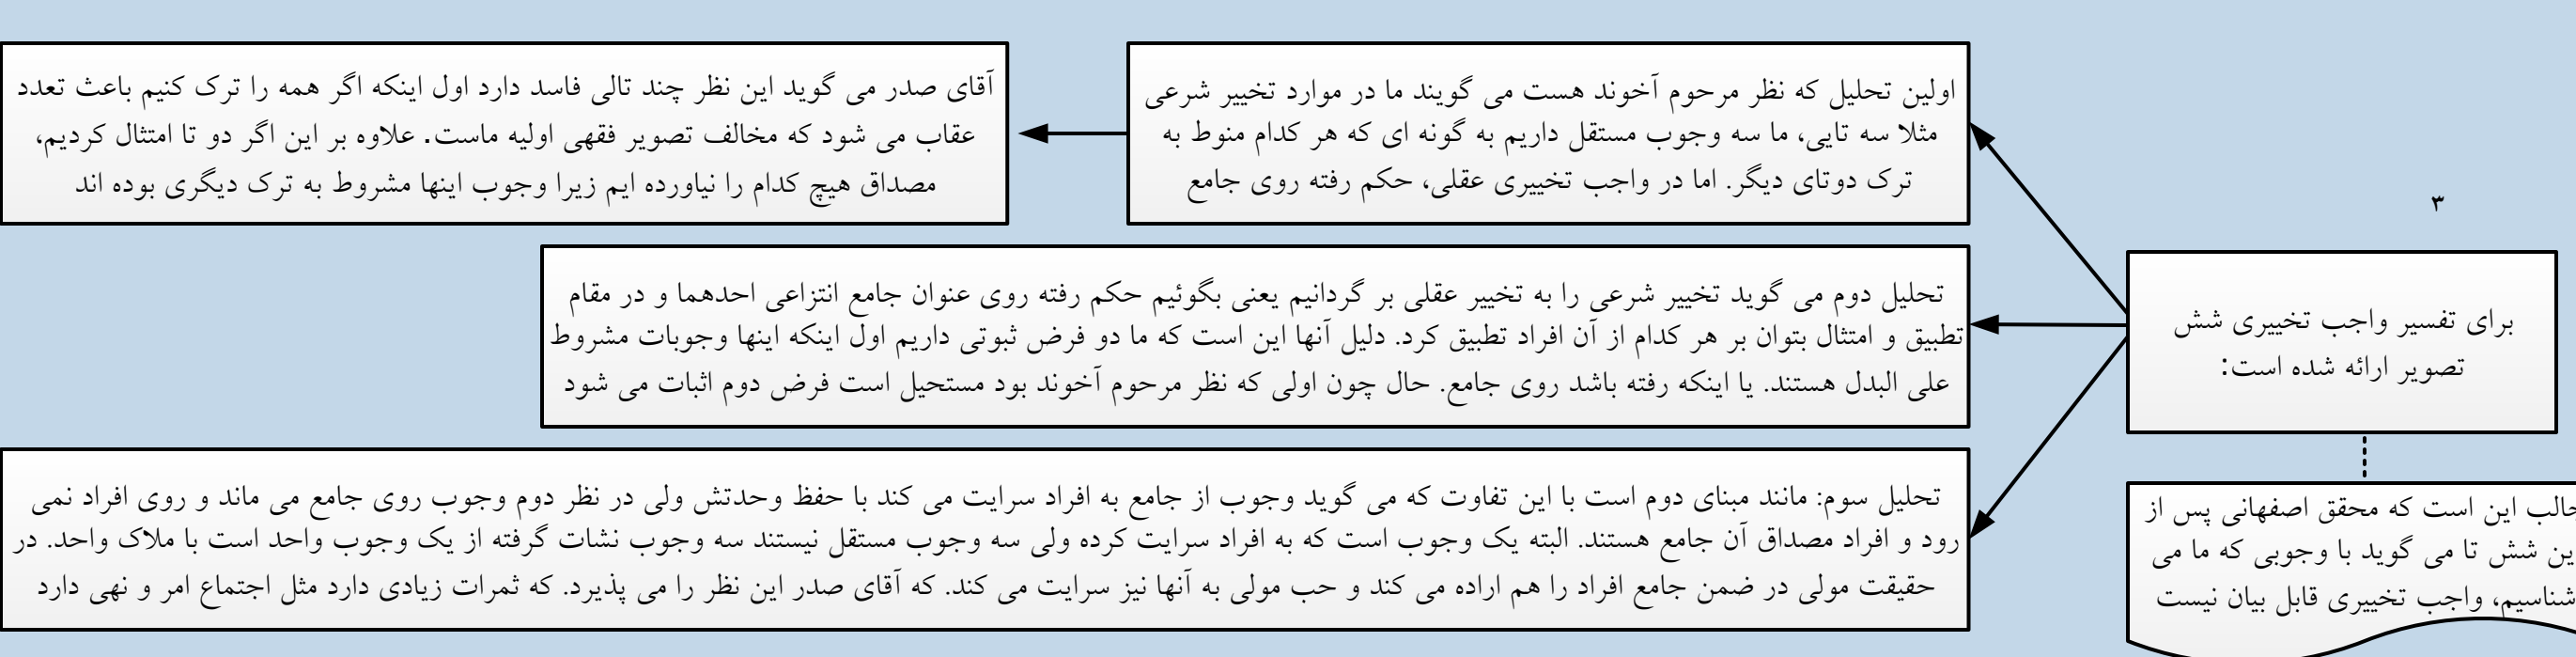 ۳
برای تفسیر واجب تخییری شش
تصویر ارائه شده است:
اولین تحلیل که نظر مرحوم آخوند هست می گویند ما در موارد تخییر شرعی
مثلا سه تایی، ما سه وجوب مستقل داریم به گونه ای که هر کدام منوط به
ترک دوتای دیگر. اما در واجب تخییری عقلی، حکم رفته روی جامع
آقای صدر می گوید این نظر چند تالی فاسد دارد اول اینکه اگر همه را ترک کنیم باعث تعدد
عقاب می شود که مخالف تصویر فقهی اولیه ماست. علاوه بر این اگر دو تا امتثال کردیم،
مصداق هیچ کدام را نیاورده ایم زیرا وجوب اینها مشروط به ترک دیگری بوده اند
تحلیل دوم می گوید تخییر شرعی را به تخییر عقلی بر گردانیم یعنی بگوئیم حکم رفته روی عنوان جامع انتزاعی احدهما و در مقام
تطبیق و امتثال بتوان بر هر کدام از آن افراد تطبیق کرد. دلیل آنها این است که ما دو فرض ثبوتی داریم اول اینکه اینها وجوبات مشروط
علی البدل هستند. یا اینکه رفته باشد روی جامع. حال چون اولی که نظر مرحوم آخوند بود مستحیل است فرض دوم اثبات می شود
تحلیل سوم: مانند مبنای دوم است با این تفاوت که می گوید وجوب از جامع به افراد سرایت می کند با حفظ وحدتش ولی در نظر دوم وجوب روی جامع می ماند و روی افراد نمی
رود و افراد مصداق آن جامع هستند. البته یک وجوب است که به افراد سرایت کرده ولی سه وجوب مستقل نیستند سه وجوب نشات گرفته از یک وجوب واحد است با ملاک واحد. در
حقیقت مولی در ضمن جامع افراد را هم اراده می کند و حب مولی به آنها نیز سرایت می کند. که آقای صدر این نظر را می پذیرد. که ثمرات زیادی دارد مثل اجتماع امر و نهی دارد
این است که محقق اصفهانی پس از
شش تا می گوید با وجوبی که ما می
شناسیم، واجب تخییری قابل بیان نیست